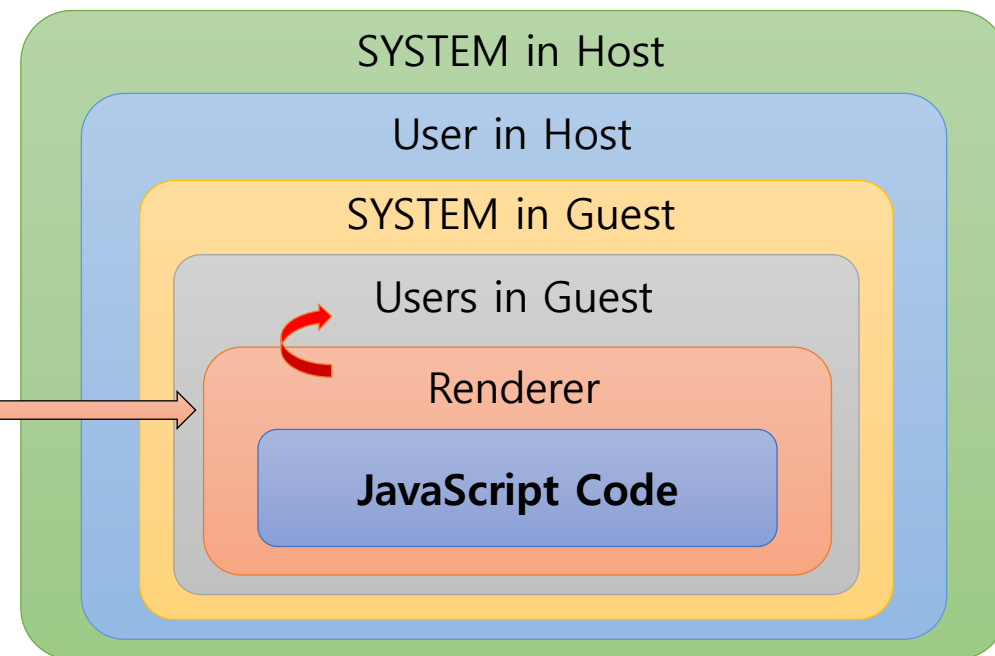 SYSTEM in Host
User in Host
SYSTEM in Guest
Users in Guest
Renderer
JavaScript Code